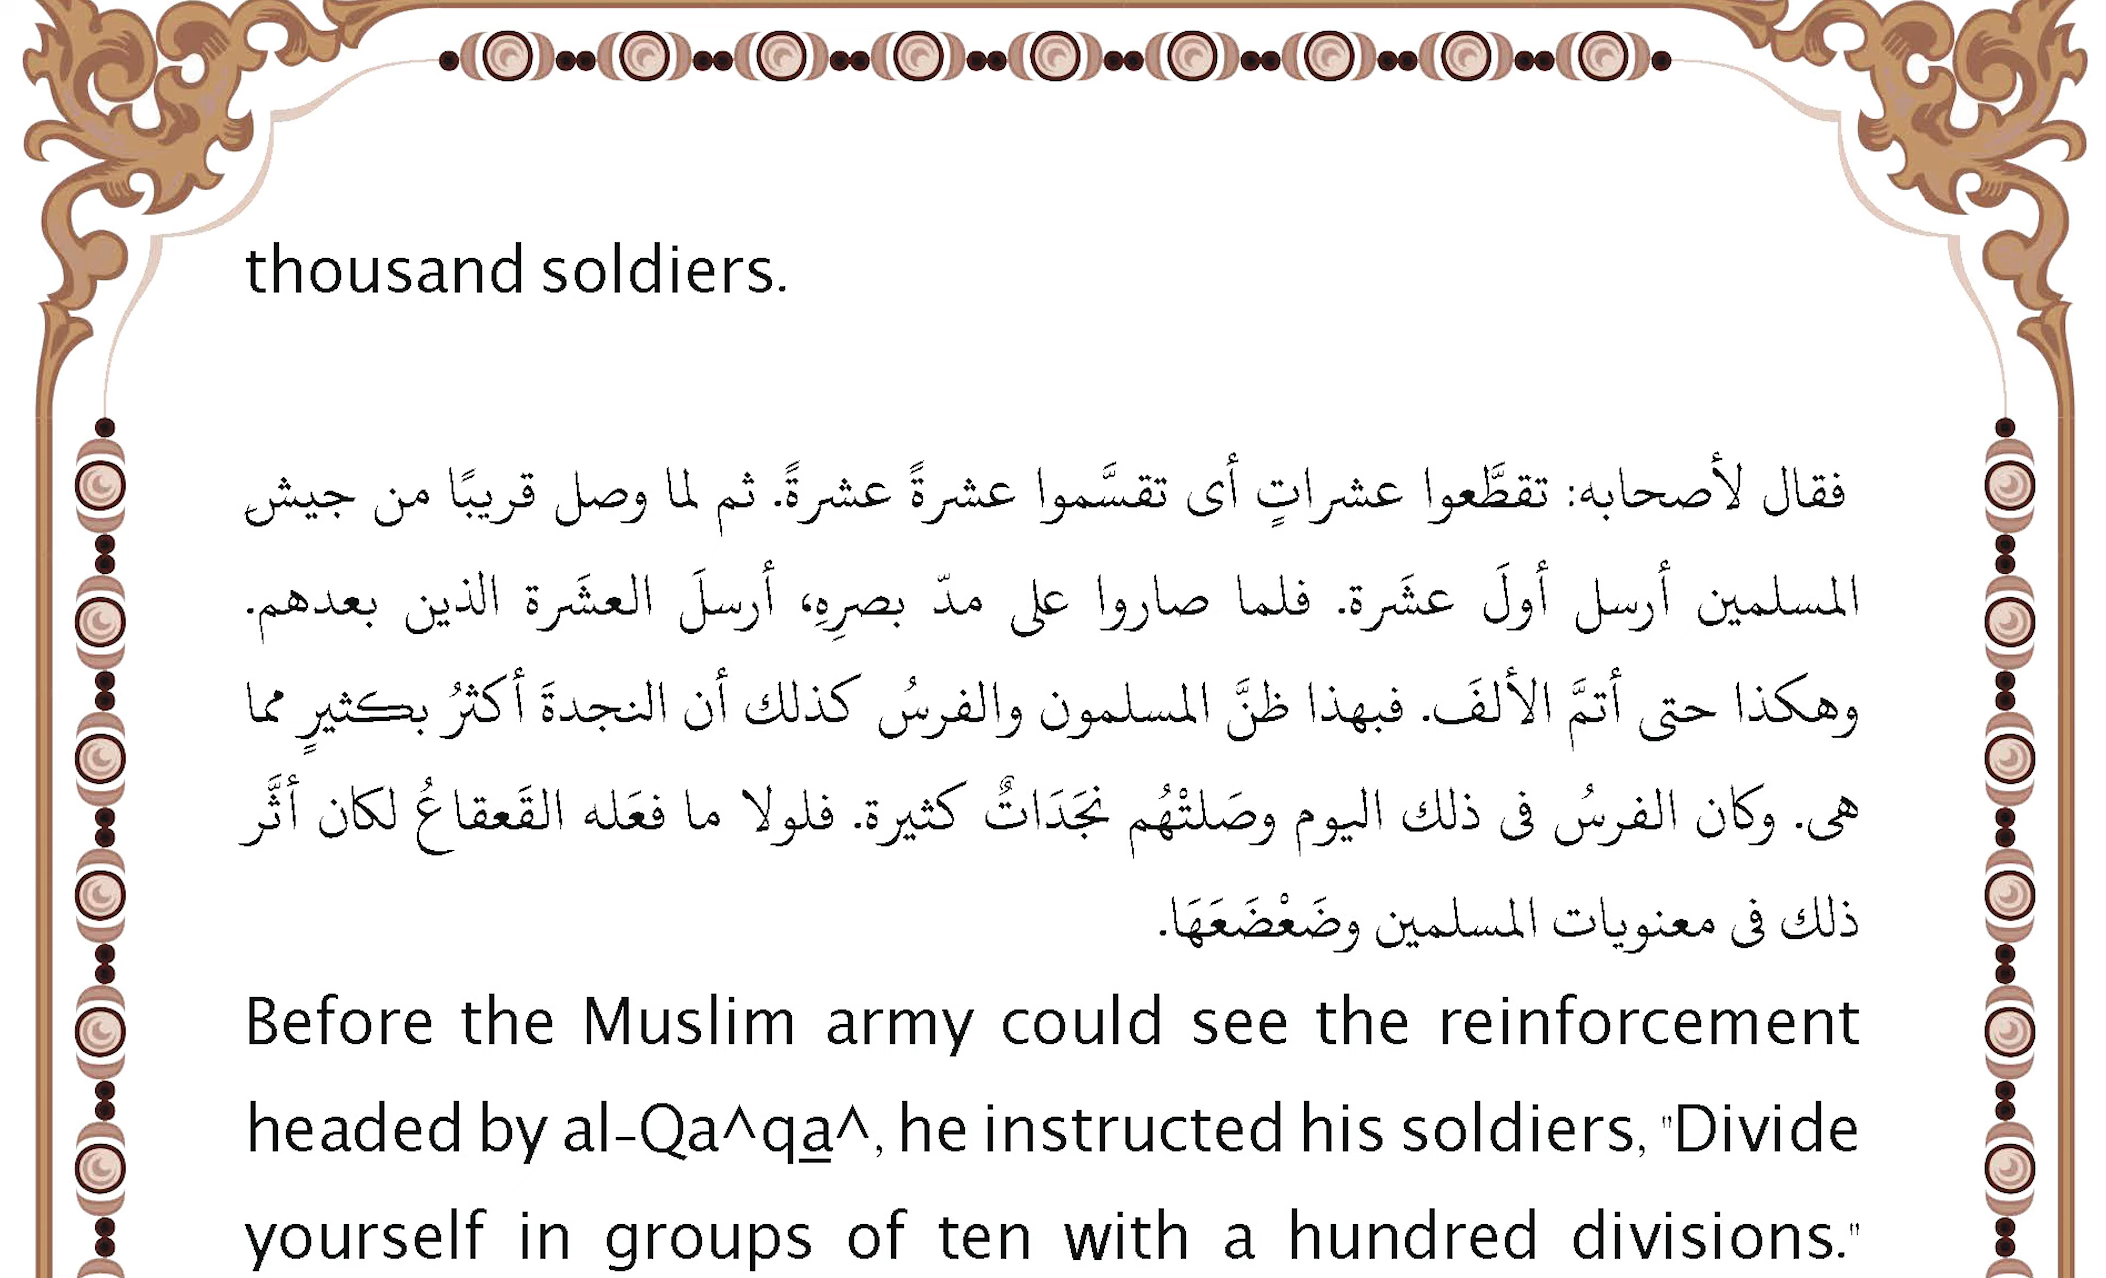 thousand soldiers.
فقال لأصحابه: تقطَّعوا عشراتٍ أى تقسَّموا عشرةً عشرةً. ثم لما وصل قريبًا من جيش
المسلمين أرسل أولَ عشَرة. فلما صاروا على مدّ بصرِهِ، أرسلَ العشَرة الذين بعدهم.
وهكذا حتى أتمَّ الألفَ. فبهذا ظنَّ المسلمون والفرسُ كذلك أن النجدةَ أكثرُ بكثيرٍ مما
هى. وكان الفرسُ فى ذلك اليوم وصَلتْهُم نجَدَاتٌ كثيرة. فلولا ما فعَله القَعقاعُ لكان أثَّر
ذلك فى معنويات المسلمين وضَعْضَعَهَا.
Before the Muslim army could see the reinforcement
headed by al-Qa^qa^, he instructed his soldiers, "Divide
yourself in groups of ten with a hundred divisions."